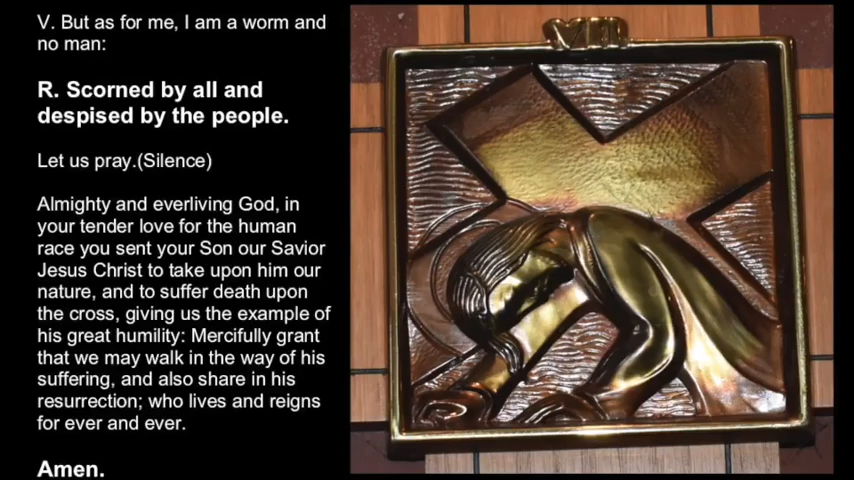 V. But as for me, I am a worm and
no man:
R. Scorned by all and
despised by the people.
Let us pray.(Silence)
Almighty and everliving God, in
your tender love for the human
race you sent your Son our Savior
Jesus Christ to take upon him our
nature, and to suffer death upon
the cross, giving us the example of
his great humility: Mercifully grant
that we may walk in the way of his
suffering, and also share in his
resurrection; who lives and reigns
for ever and ever.
Amen.
VII